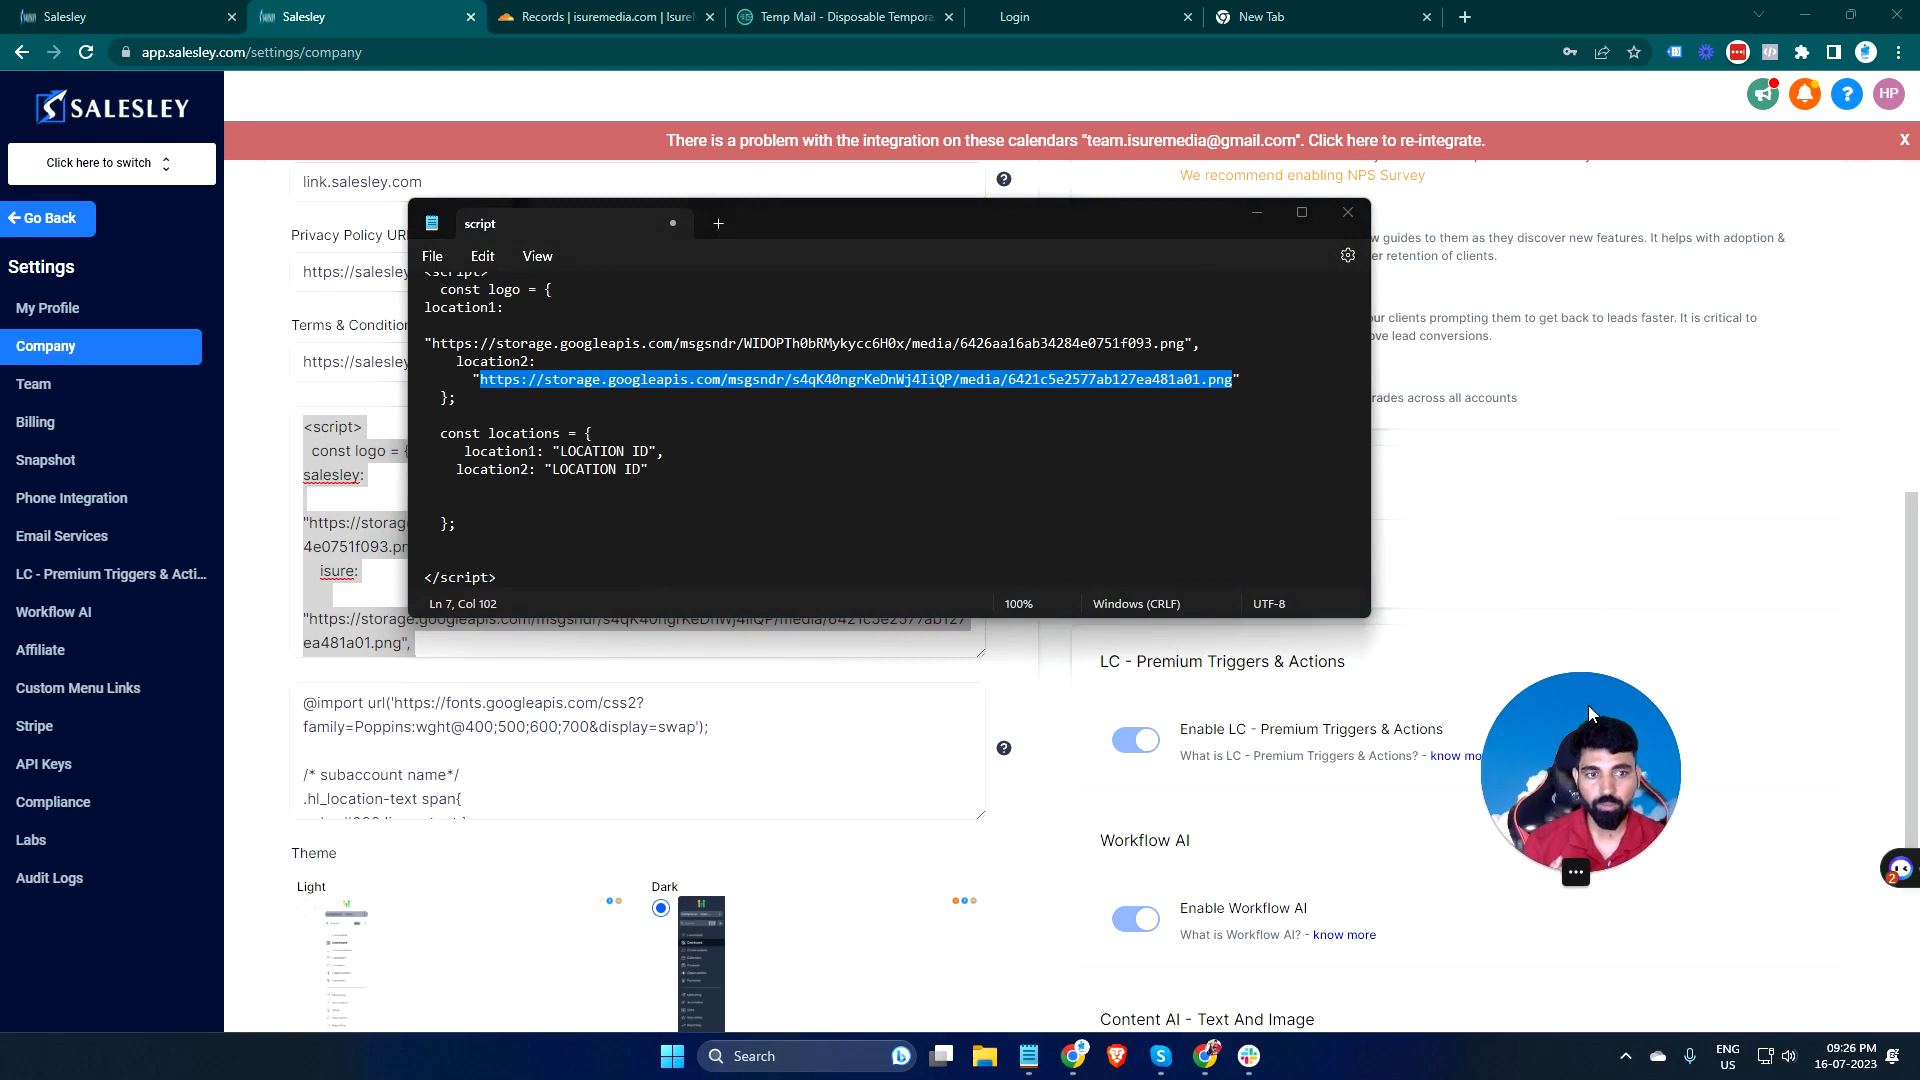 Salesley
Salesley
Records | isuremedia.com | Isure
Temp Mail - Disposable Tempora
Login
New Tab
app.salesley.com/settings/company
SALESLEY
HP
There is a problem with the integration on these calendars "team.isuremedia@gmail.com". Click here to re-integrate.
X
Click here to switch
Go Back
Settings
My Profile
Company
Team
Billing
Snapshot
Phone Integration
Email Services
LC - Premium Triggers & Acti...
Workflow AI
Affiliate
Custom Menu Links
Stripe
API Keys
Compliance
Labs
Audit Logs
link.salesley.com
Privacy Policy UR
https://salesley
Terms & Condition
https://salesley
<script>
const logo = {
salesley:
"https://storag
4e0751f093.pn
isure:
"https://storage.googleapis.com/msgsndr/s4qK40ngrKeDnWj4IiQP/media/6421c5e2577ab127
ea481a01.png",
script
File
Edit
View
<script>
const logo = {
location1:
"https://storage.googleapis.com/msgsndr/WIDOPTh0bRMykycc6H0x/media/6426aa16ab34284e0751f093.png",
location2:
"https://storage.googleapis.com/msgsndr/s4qK40ngrKeDnWj4IiQP/media/6421c5e2577ab127ea481a01.png"
};
const locations = {
location1: "LOCATION ID",
location2: "LOCATION ID"
};
</script>
Ln 7, Col 102
100%
Windows (CRLF)
UTF-8
@import url('https://fonts.googleapis.com/css2?
family=Poppins:wght@400;500;600;700&display=swap');
/* subaccount name*/
.hl_location-text span{
Theme
Light
Dark
We recommend enabling NPS Survey
w guides to them as they discover new features. It helps with adoption &
er retention of clients.
ur clients prompting them to get back to leads faster. It is critical to
ove lead conversions.
rades across all accounts
LC - Premium Triggers & Actions
Enable LC - Premium Triggers & Actions
What is LC - Premium Triggers & Actions? - know mo
Workflow AI
Enable Workflow AI
What is Workflow AI? - know more
Content AI - Text And Image
2
Search
ENG
US
09:26 PM
16-07-2023